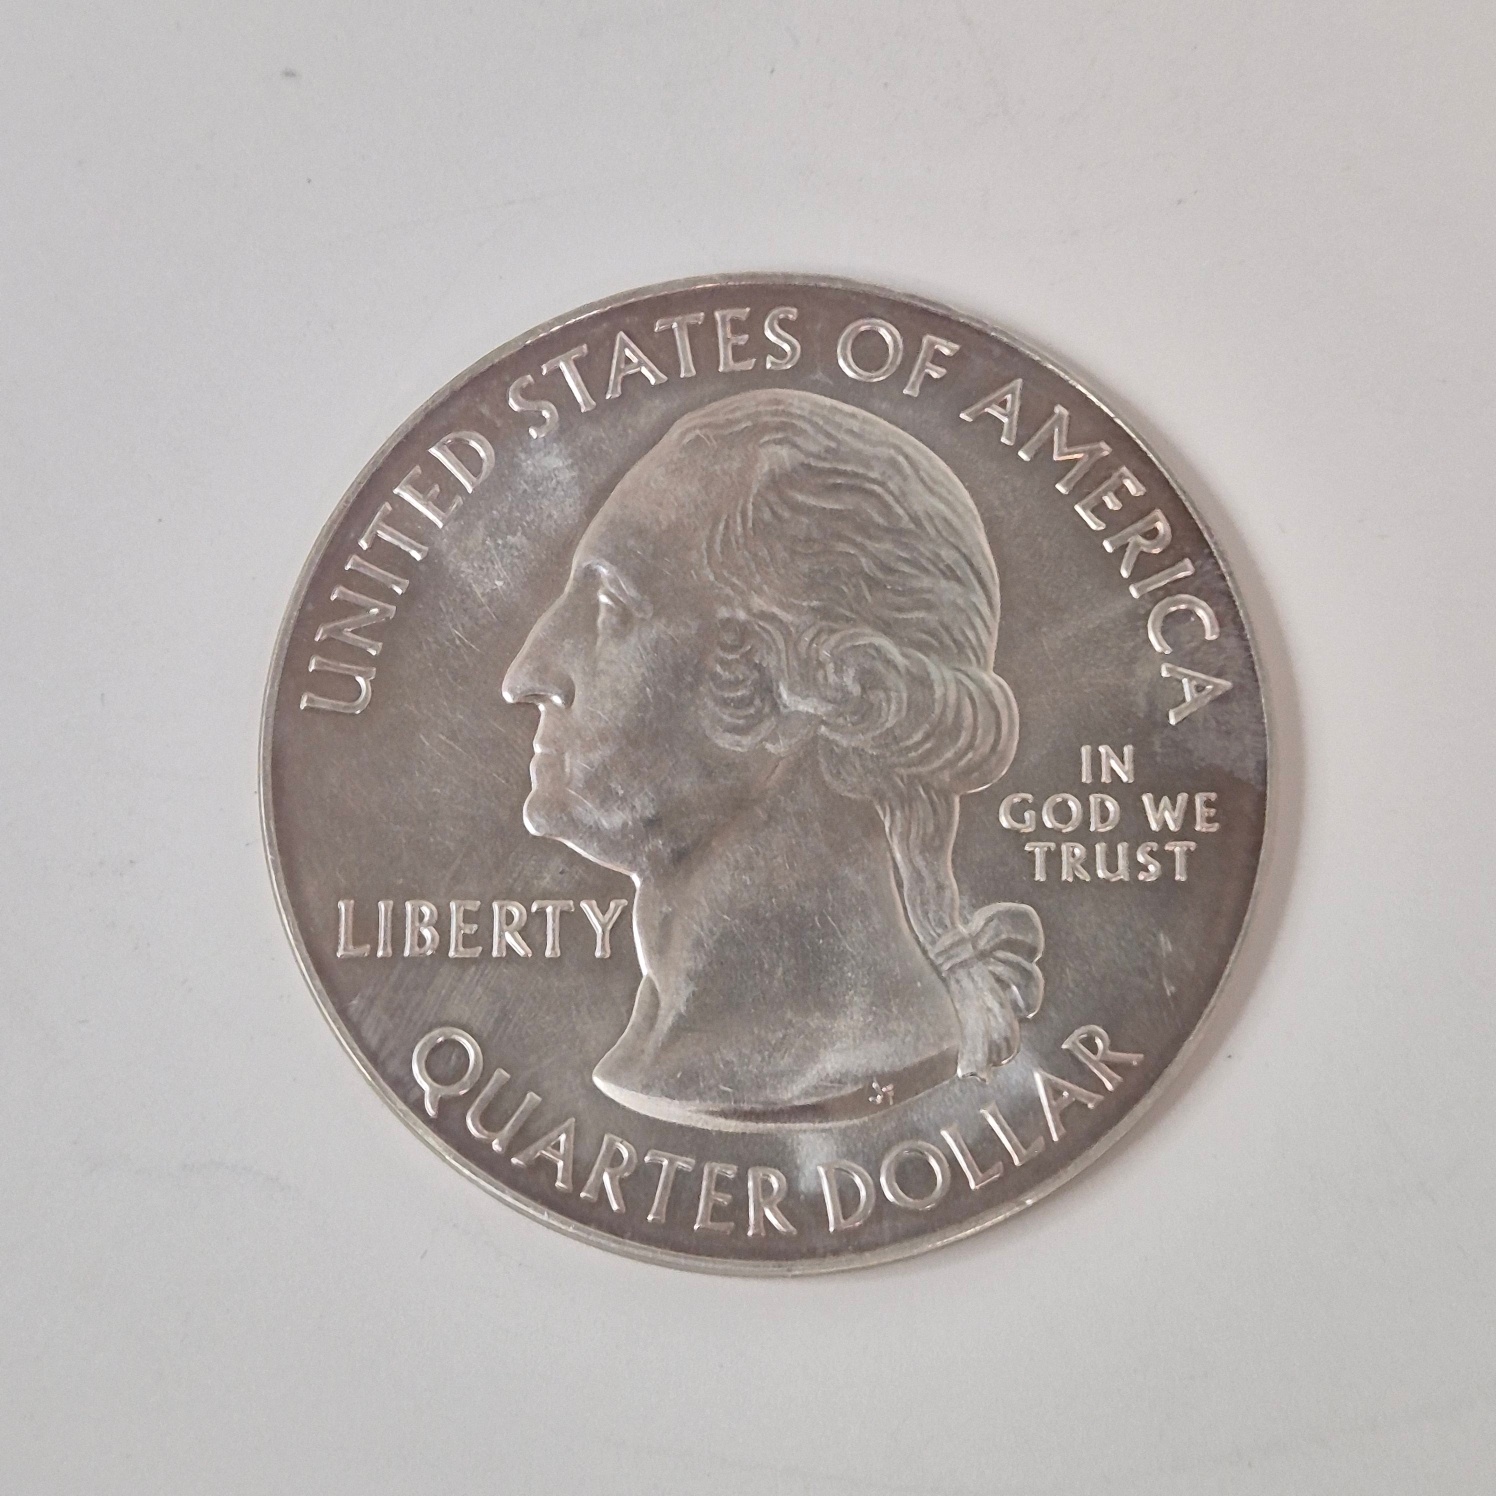 UNITED STATES OF AMERICA
IN
GOD WE
TRUST
LIBERTY
QUARTER DOLLAR